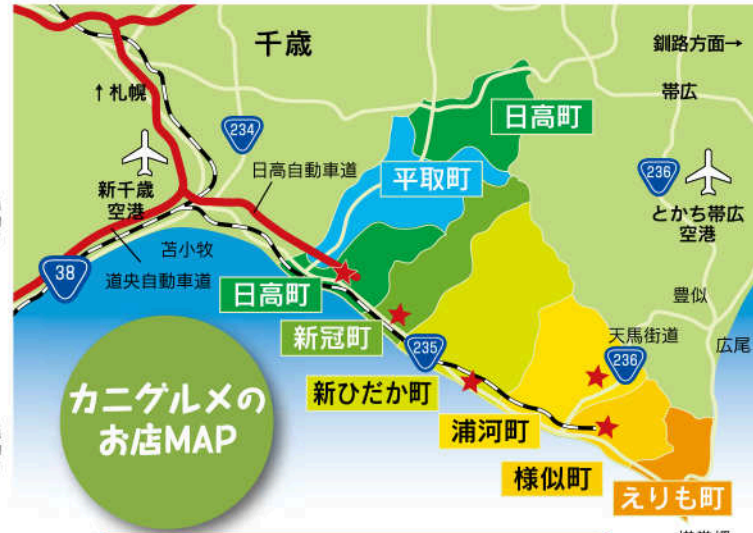 千歳
釧路方面→
↑札幌
帯広
日高町
234
日高自動車道
平取町
236
新千歳
空港
とかち帯広
空港
苫小牧
道央自動車道
38
日高町
豊似
新冠町
235
天馬街道
236
広尾
新ひだか町
カニグルメの
お店MAP
浦河町
様似町
えりも町